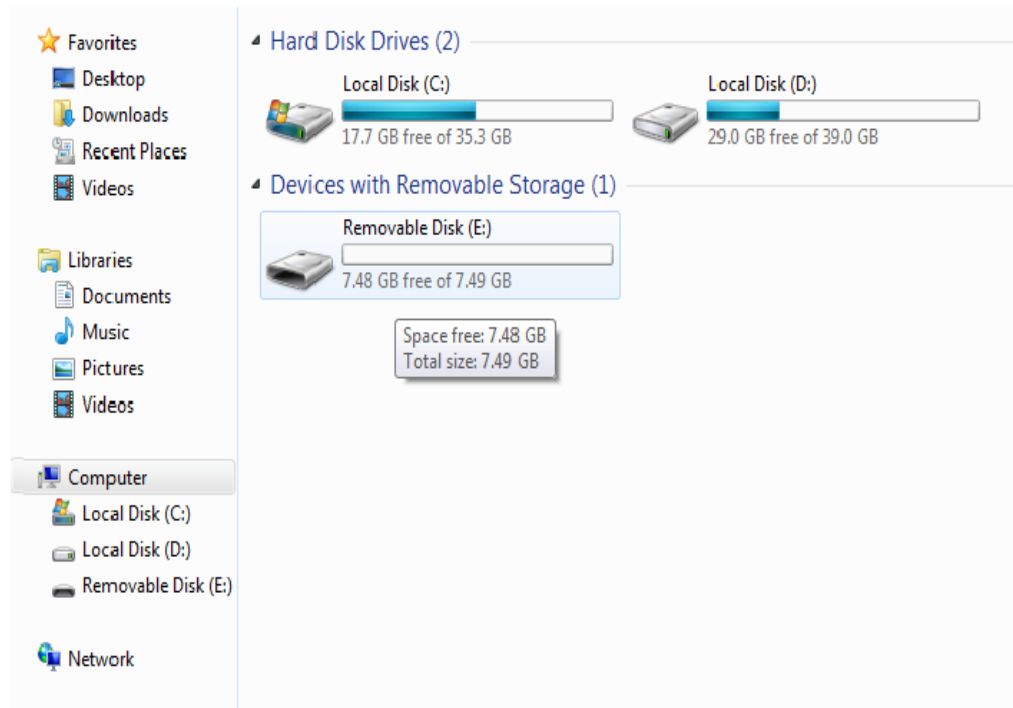 Favorites
Desktop
Downloads
Recent Places
Videos
Libraries
Documents
Music
Pictures
Videos
Computer
Local Disk (C:)
Local Disk (D:)
Removable Disk (E:)
Network
Hard Disk Drives (2)
Local Disk (C:)
17.7 GB free of 35.3 GB
Local Disk (D:)
29.0 GB free of 39.0 GB
Devices with Removable Storage (1)
Removable Disk (E:)
7.48 GB free of 7.49 GB
Space free: 7.48 GB
Total size: 7.49 GB